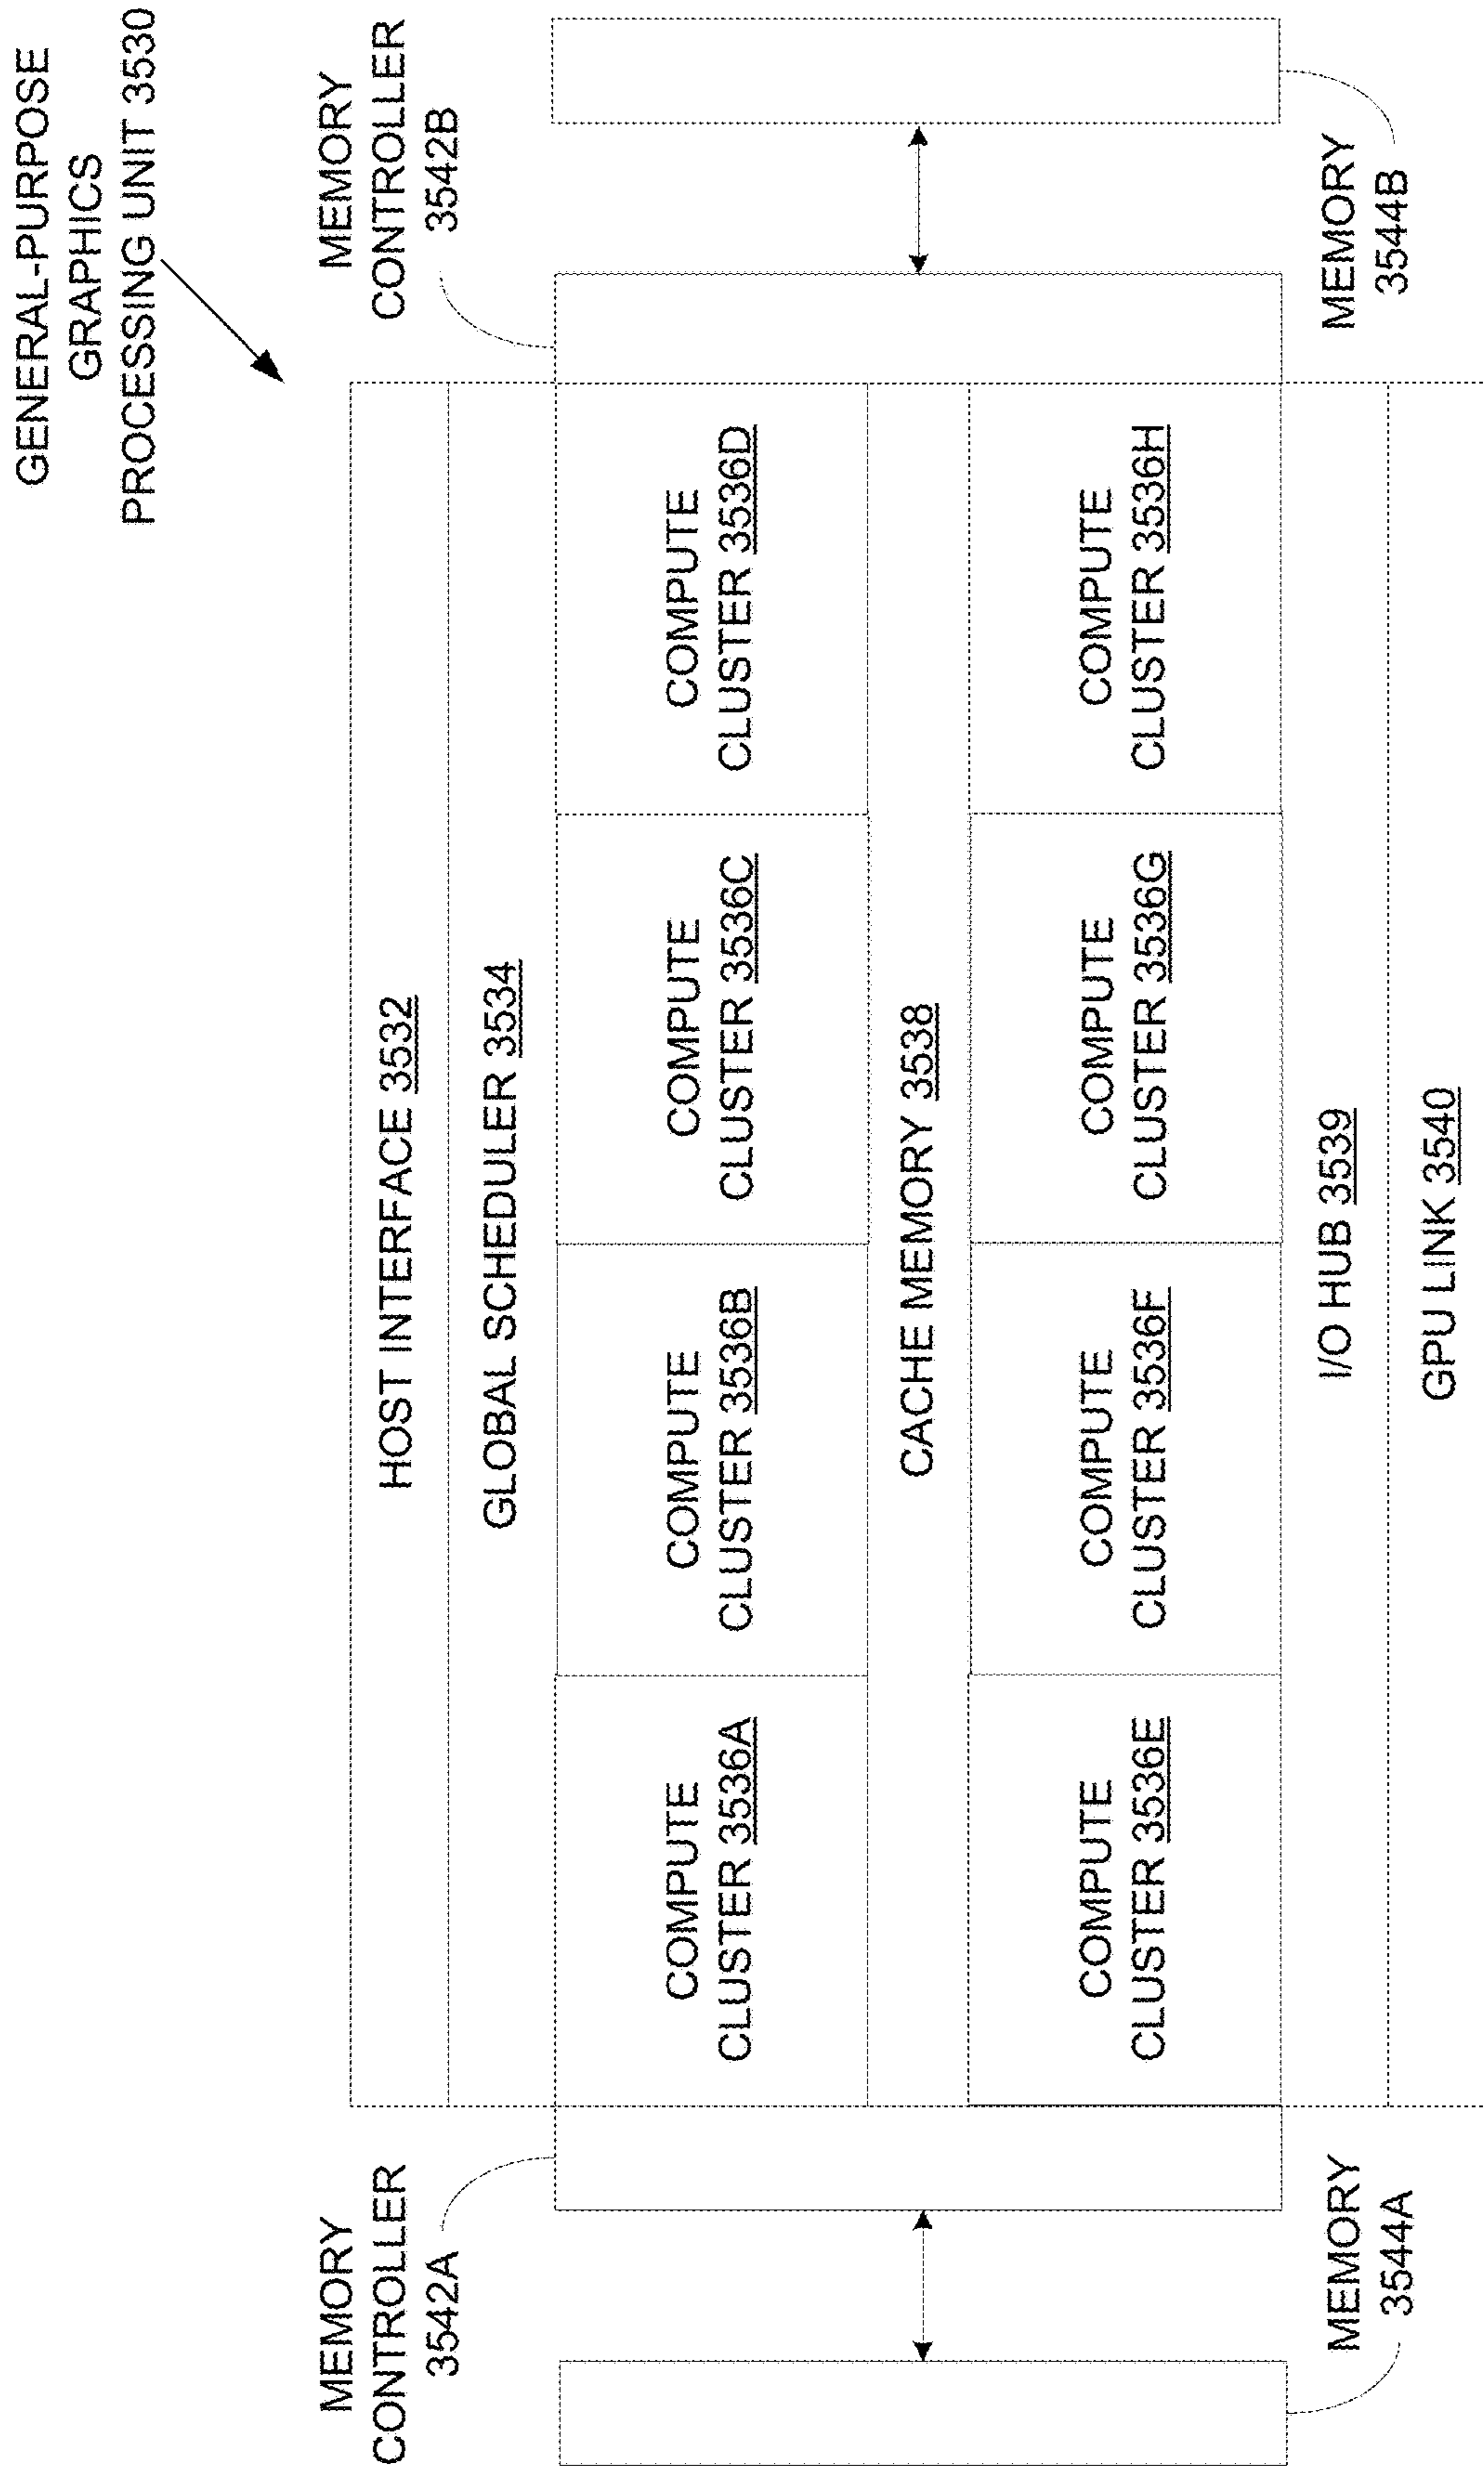 GENERAL-PURPOSE
GRAPHICS
PROCESSING UNIT 3530
MEMORY
CONTROLLER
3542A
MEMORY
CONTROLLER
3542B
HOST INTERFACE 3532
GLOBAL SCHEDULER 3534
COMPUTE
CLUSTER 3536A
COMPUTE
CLUSTER 3536B
COMPUTE
CLUSTER 3536C
COMPUTE
CLUSTER 3536D
CACHE MEMORY 3538
COMPUTE
CLUSTER 3536E
COMPUTE
CLUSTER 3536F
COMPUTE
CLUSTER 3536G
COMPUTE
CLUSTER 3536H
I/O HUB 3539
GPU LINK 3540
MEMORY
3544A
MEMORY
3544B